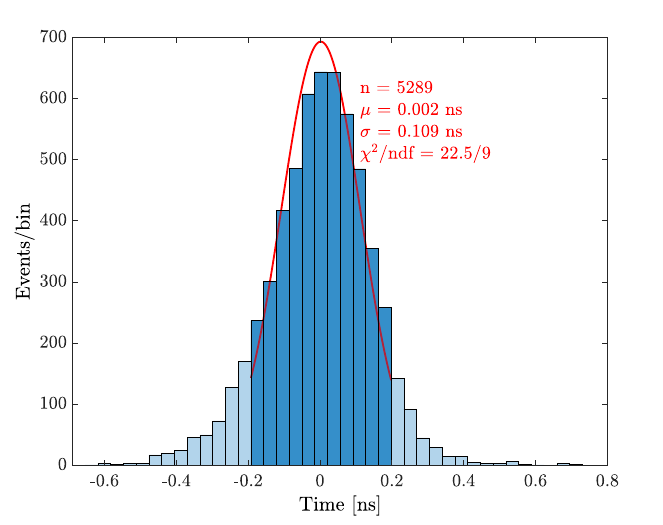 700
600
500
400
300
200
100
0
Events/bin
n = 5289
μ = 0.002 ns
σ = 0.109 ns
χ²/ndf = 22.5/9
-0.6 -0.4 -0.2 0 0.2 0.4 0.6 0.8
Time [ns]